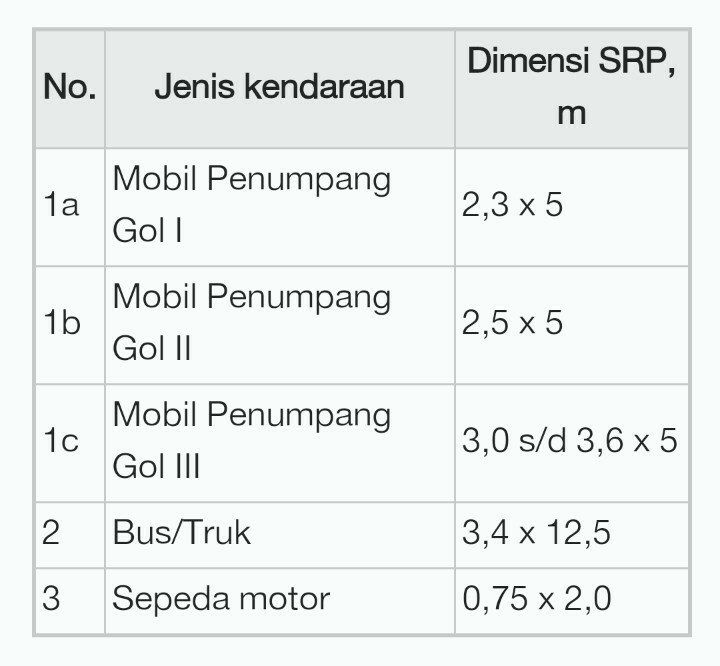 No. Jenis kendaraan Dimensi SRP,
m
1a Mobil Penumpang
Gol I 2,3 x 5
1b Mobil Penumpang
Gol II 2,5 x 5
1c Mobil Penumpang
Gol III 3,0 s/d 3,6 x 5
2 Bus/Truk 3,4 x 12,5
3 Sepeda motor 0,75 x 2,0